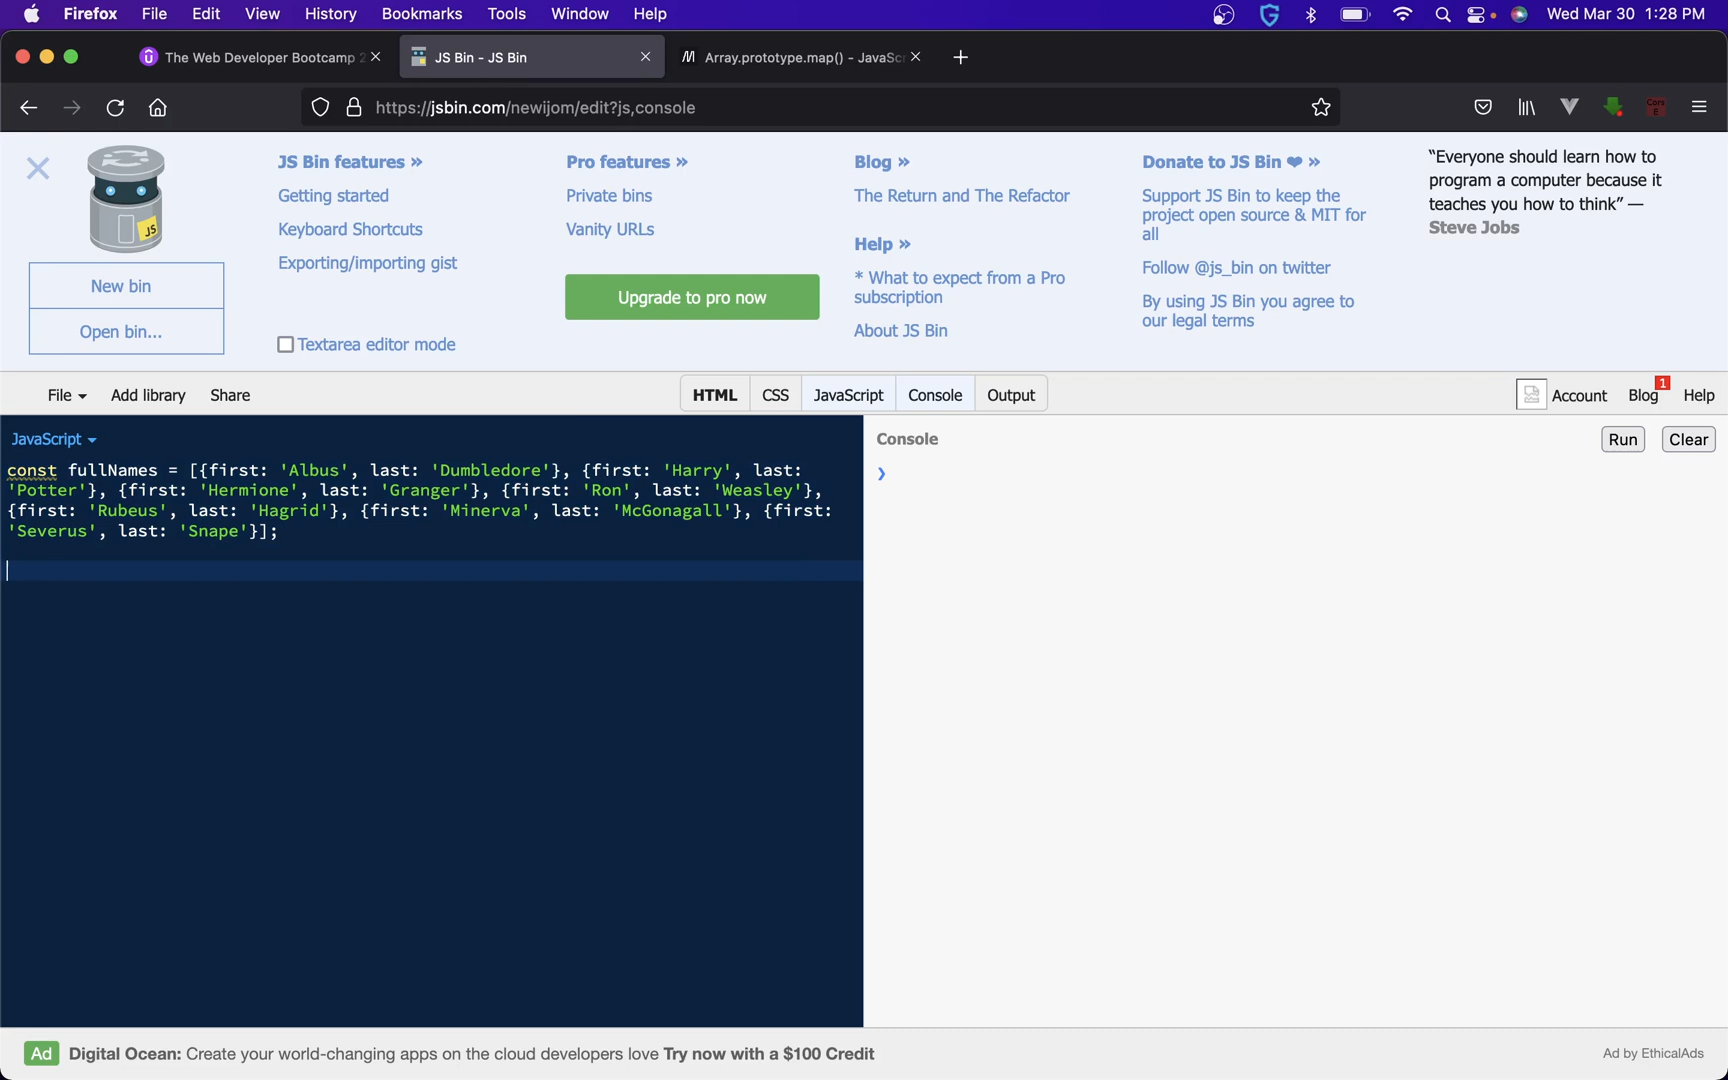 Firefox File Edit View History Bookmarks Tools Window Help Wed Mar 30 1:28 PM
The Web Developer Bootcamp 2 JS Bin - JS Bin Array.prototype.map() - JavaSc
https://jsbin.com/newijom/edit?js,console
JS Bin features »
Getting started
Keyboard Shortcuts
Exporting/importing gist
Textarea editor mode
New bin
Open bin...
Pro features »
Private bins
Vanity URLs
Upgrade to pro now
Blog »
The Return and The Refactor
Help »
* What to expect from a Pro
subscription
About JS Bin
Donate to JS Bin ❤ »
Support JS Bin to keep the
project open source & MIT for
all
Follow @js_bin on twitter
By using JS Bin you agree to
our legal terms
“Everyone should learn how to
program a computer because it
teaches you how to think” —
Steve Jobs
File Add library Share HTML CSS JavaScript Console Output Account Blog 1 Help
JavaScript
const fullNames = [{first: 'Albus', last: 'Dumbledore'}, {first: 'Harry', last:
'Potter'}, {first: 'Hermione', last: 'Granger'}, {first: 'Ron', last: 'Weasley'},
{first: 'Rubeus', last: 'Hagrid'}, {first: 'Minerva', last: 'McGonagall'}, {first:
'Severus', last: 'Snape'}];
Console Run Clear
Ad Digital Ocean: Create your world-changing apps on the cloud developers love Try now with a $100 Credit Ad by EthicalAds